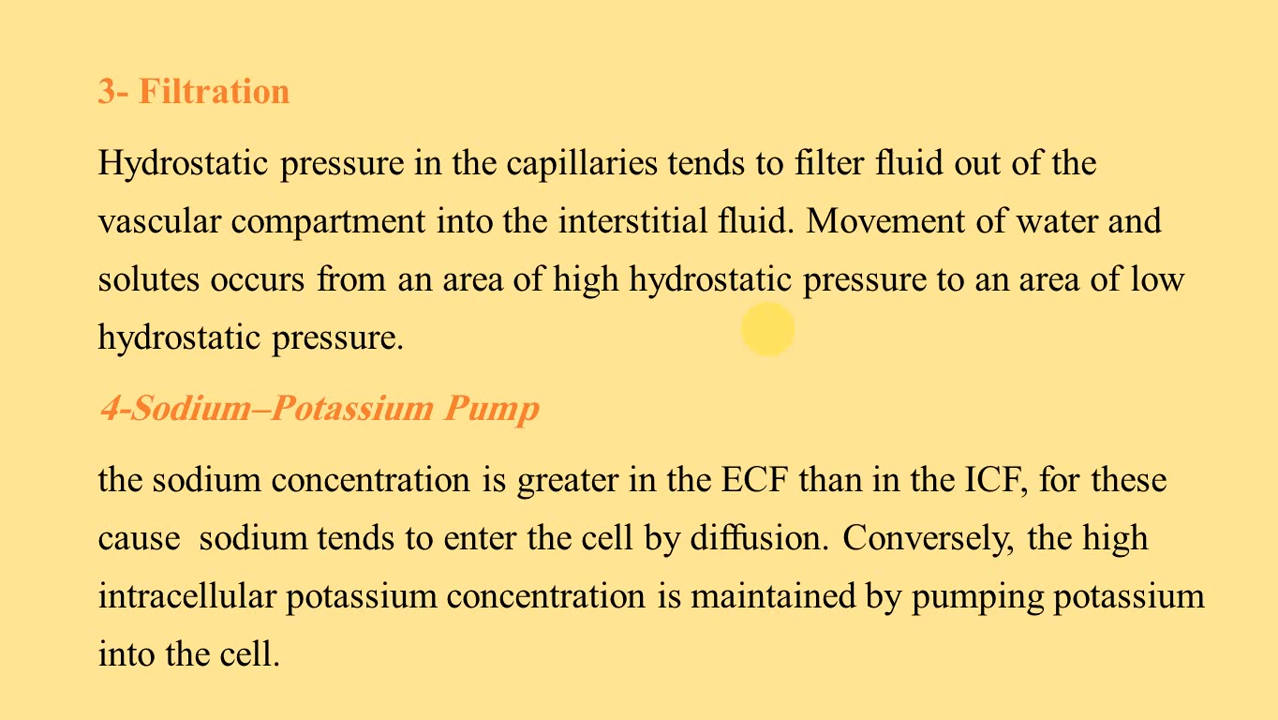 3- Filtration
Hydrostatic pressure in the capillaries tends to filter fluid out of the
vascular compartment into the interstitial fluid. Movement of water and
solutes occurs from an area of high hydrostatic pressure to an area of low
hydrostatic pressure.
4-Sodium–Potassium Pump
the sodium concentration is greater in the ECF than in the ICF, for these
cause  sodium tends to enter the cell by diffusion. Conversely, the high
intracellular potassium concentration is maintained by pumping potassium
into the cell.